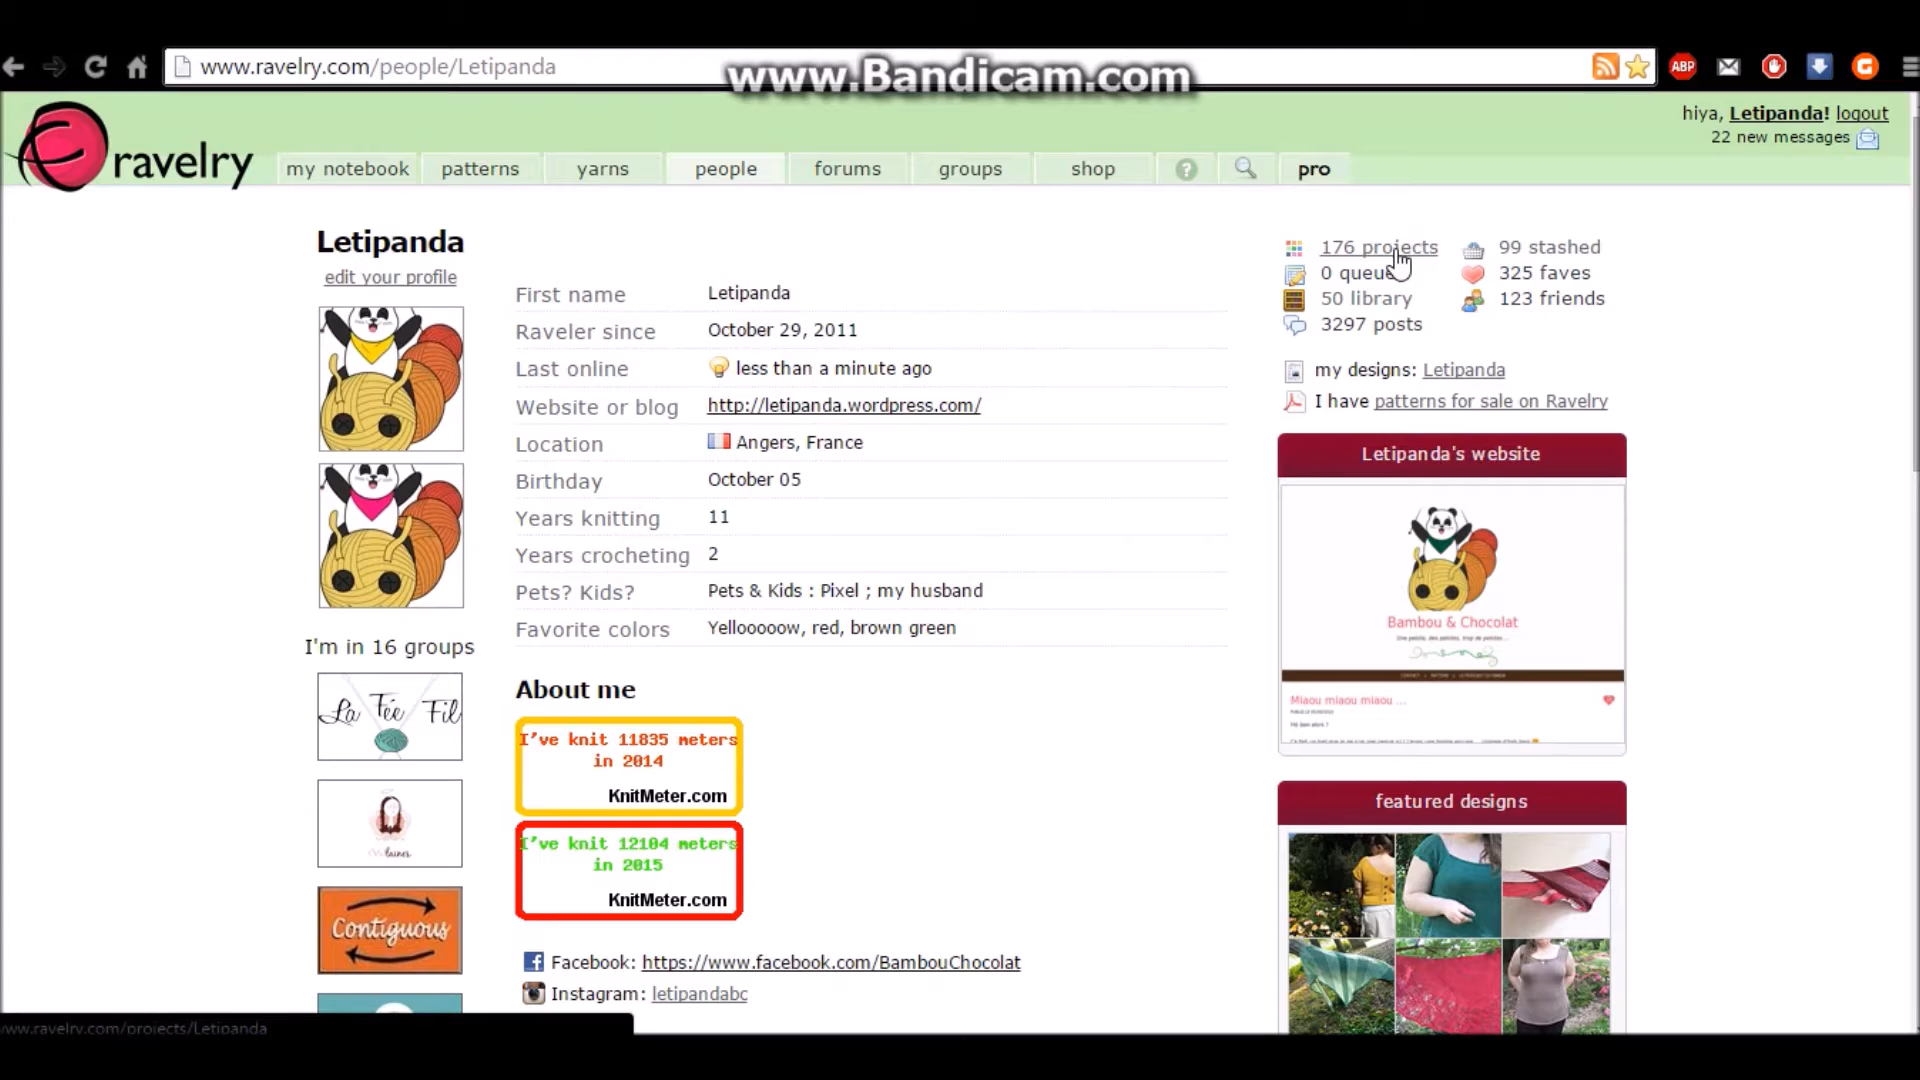 www.ravelry.com/people/Letipanda
www.Bandicam.com
ABP
hiya, Letipanda! logout
22 new messages
ravelry
my notebook patterns yarns people forums groups shop ? pro
Letipanda
edit your profile
First name Letipanda
Raveler since October 29, 2011
Last online less than a minute ago
Website or blog http://letipanda.wordpress.com/
Location Angers, France
Birthday October 05
Years knitting 11
Years crocheting 2
Pets? Kids? Pets & Kids : Pixel ; my husband
Favorite colors Yellooooow, red, brown green
176 projects 99 stashed
0 queue 325 faves
50 library 123 friends
3297 posts
my designs: Letipanda
I have patterns for sale on Ravelry
Letipanda's website
Bambou & Chocolat
Miaou miaou miaou ...
featured designs
I'm in 16 groups
La Fée Fil
Contiguous
About me
I've knit 11835 meters
in 2014
KnitMeter.com
I've knit 12104 meters
in 2015
KnitMeter.com
Facebook: https://www.facebook.com/BambouChocolat
Instagram: letipandabc
www.ravelry.com/projects/Letipanda